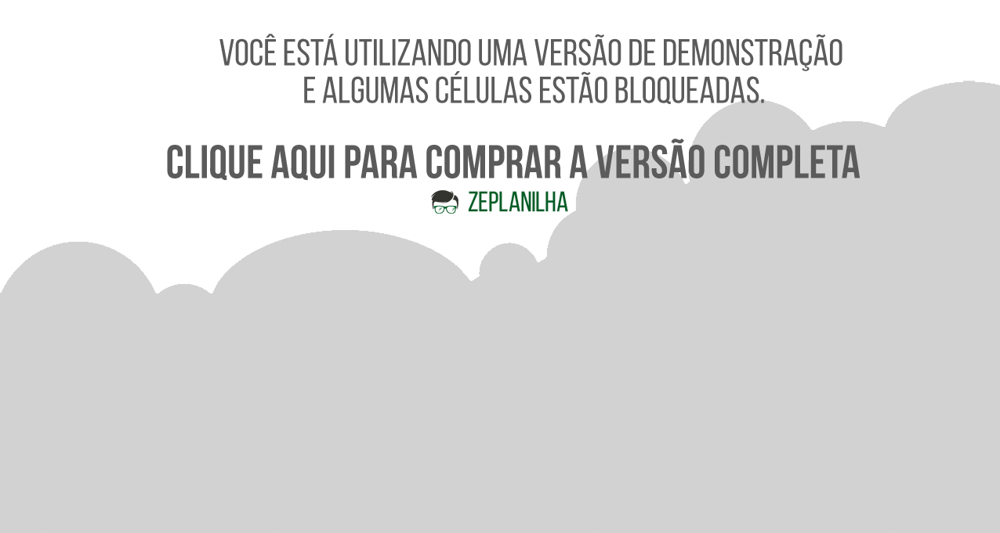 VOCÊ ESTÁ UTILIZANDO UMA VERSÃO DE DEMONSTRAÇÃO
E ALGUMAS CÉLULAS ESTÃO BLOQUEADAS.
CLIQUE AQUI PARA COMPRAR A VERSÃO COMPLETA
ZEPLANILHA